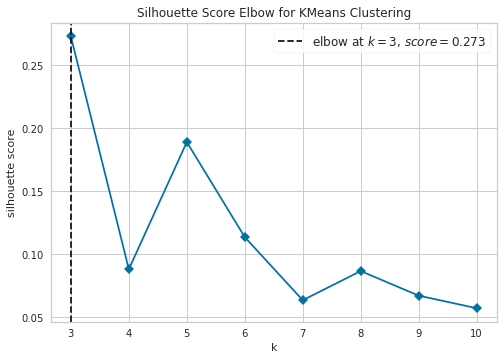 Silhouette Score Elbow for KMeans Clustering
elbow at k = 3, score = 0.273
silhouette score
0.25
0.20
0.15
0.10
0.05
3 4 5 6 7 8 9 10
k